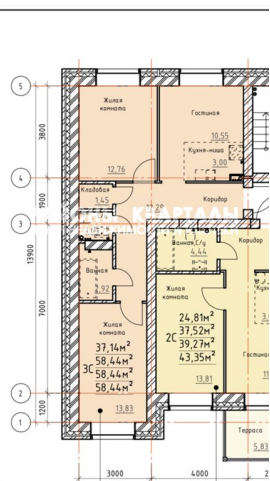 5
Жилая
комната
Гостиная
10,55
Кухня-ниша
3,00
12,76
3800
4
Кладовая
1,45
Коридор
1900
КВАРТАЛЫ
3
Ванная, С/у
4,44
Коридор
13900
Ванная
Жилая
комната
7000
Жилая
комната
3С
37,14м²
58,44м²
58,44м²
58,44м²
2С
24,81м²
37,52м²
39,27м²
43,35м²
Гостиная
13,81
2
13,83
1200
Терраса
1
5,83
3000
4000